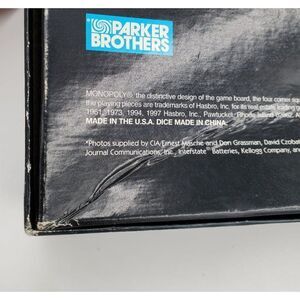 PARKER
BROTHERS
MONOPOLY®, the distinctive design of the game board, the four corner squares
the playing pieces are trademarks of Hasbro, Inc., for its real estate trading
1961, 1973, 1994, 1997 Hasbro, Inc., Pawtucket, Rhode Island 02862. A
MADE IN THE U.S.A. DICE MADE IN CHINA.
*Photos supplied by CIA/Ernest Masche and Don Grassman, David Czobat
Journal Communications, Inc., Interstate Batteries, Kellogg Company, an